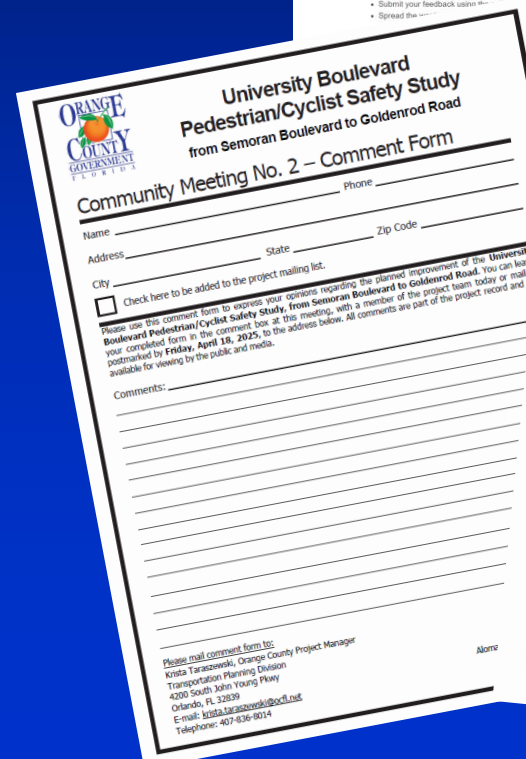 • Submit your feedback using
• Spread the
ORANGE
COUNTY
GOVERNMENT
FLORIDA
University Boulevard
Pedestrian/Cyclist Safety Study
from Semoran Boulevard to Goldenrod Road
Community Meeting No. 2 – Comment Form
Name Phone
Address
City State Zip Code
Check here to be added to the project mailing list.
Please use this comment form to express your opinions regarding the planned improvement of the Universit
Boulevard Pedestrian/Cyclist Safety Study, from Semoran Boulevard to Goldenrod Road. You can lea
your completed form in the comment box at this meeting, with a member of the project team today or mail
postmarked by Friday, April 18, 2025, to the address below. All comments are part of the project record and
available for viewing by the public and media.
Comments:
Please mail comment form to:
Krista Taraszewski, Orange County Project Manager
Transportation Planning Division
4200 South John Young Pkwy
Orlando, FL 32839
E-mail: krista.taraszewski@ocfl.net
Telephone: 407-836-8014
Aloma